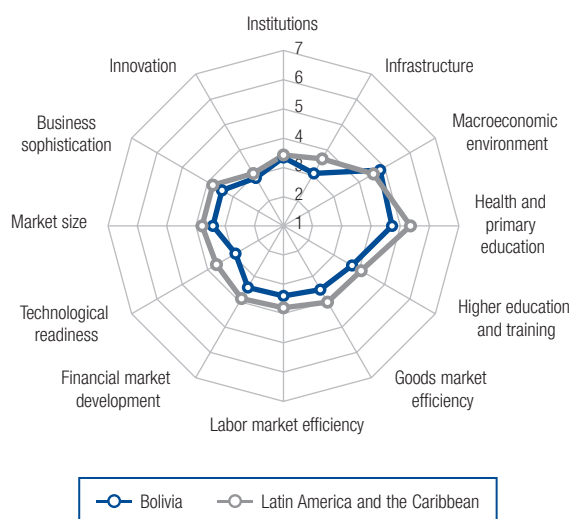 Institutions
7
6
5
4
3
2
1
Infrastructure
Macroeconomic
environment
Health and
primary
education
Higher education
and training
Goods market
efficiency
Labor market efficiency
Financial market
development
Technological
readiness
Market size
Business
sophistication
Innovation
Bolivia
Latin America and the Caribbean